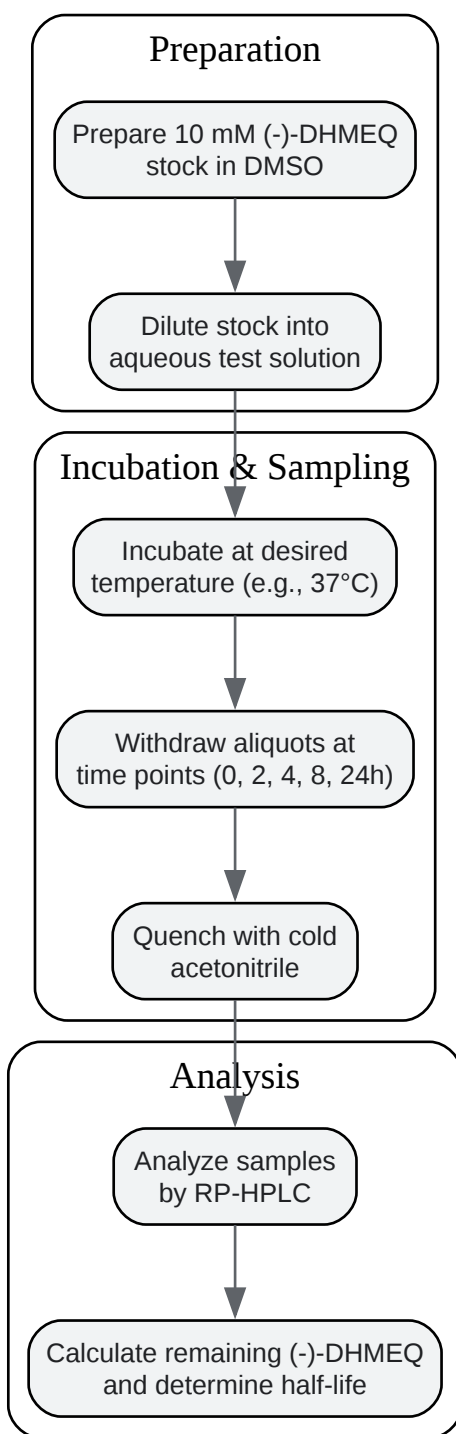 Preparation
Prepare 10 mM (-)-DHMEQ
stock in DMSO
Dilute stock into
aqueous test solution
Incubation & Sampling
Incubate at desired
temperature (e.g., 37°C)
Withdraw aliquots at
time points (0, 2, 4, 8, 24h)
Quench with cold
acetonitrile
Analysis
Analyze samples
by RP-HPLC
Calculate remaining (-)-DHMEQ
and determine half-life